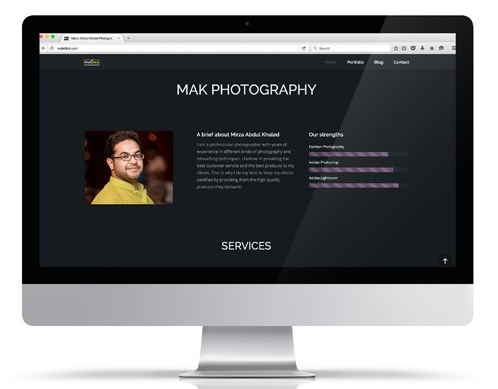 Mirza Abdul Khaled Photogra...
makdslr.com
Search
Home Portfolio Blog Contact
MAK PHOTOGRAPHY
A brief about Mirza Abdul Khaled
I am a professional photographer with years of
experience in different kinds of photography and
retouching techniques. I believe in providing the
best customer service and the best products to my
clients. That is why I do my best to keep my clients
satisfied by providing them the high quality
products they demand.
Our strengths
Fashion Photography
Adobe Photoshop
Adobe Lightroom
SERVICES